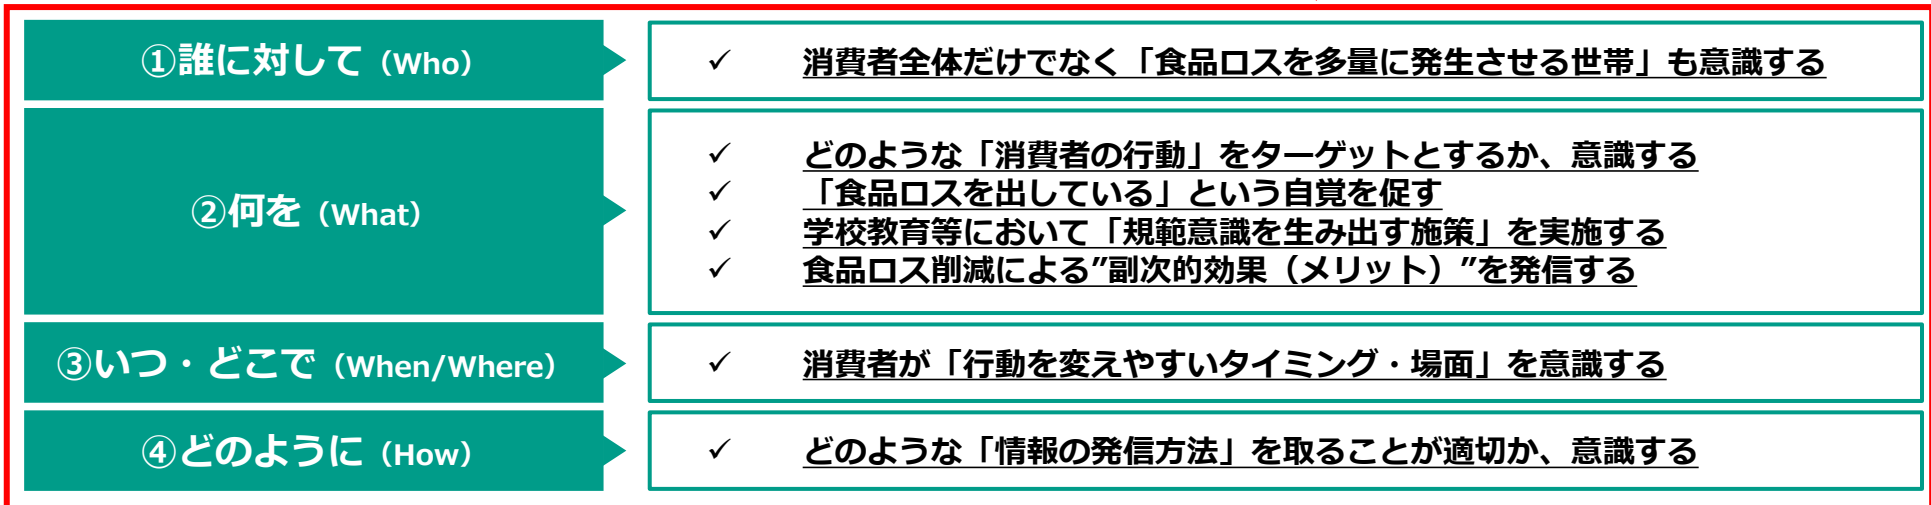 ①誰に対して（Who）
✓ 消費者全体だけでなく「食品ロスを多量に発生させる世帯」も意識する
②何を（What）
✓ どのような「消費者の行動」をターゲットとするか、意識する
✓ 「食品ロスを出している」という自覚を促す
✓ 学校教育等において「規範意識を生み出す施策」を実施する
✓ 食品ロス削減による”副次的効果（メリット）”を発信する
③いつ・どこで（When/Where）
✓ 消費者が「行動を変えやすいタイミング・場面」を意識する
④どのように（How）
✓ どのような「情報の発信方法」を取ることが適切か、意識する